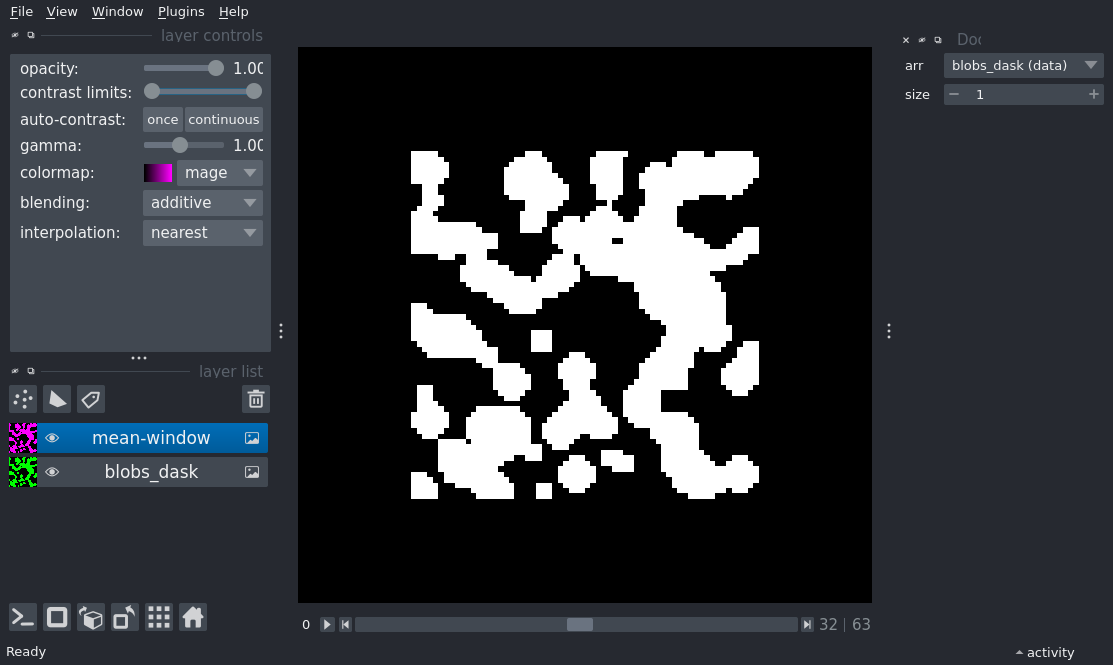 File View Window Plugins Help
layer controls
opacity: 1.00
contrast limits:
auto-contrast: once continuous
gamma: 1.00
colormap: mage
blending: additive
interpolation: nearest
layer list
mean-window
blobs_dask
Ready
0 32 | 63
Doc
arr blobs_dask (data)
size 1
activity